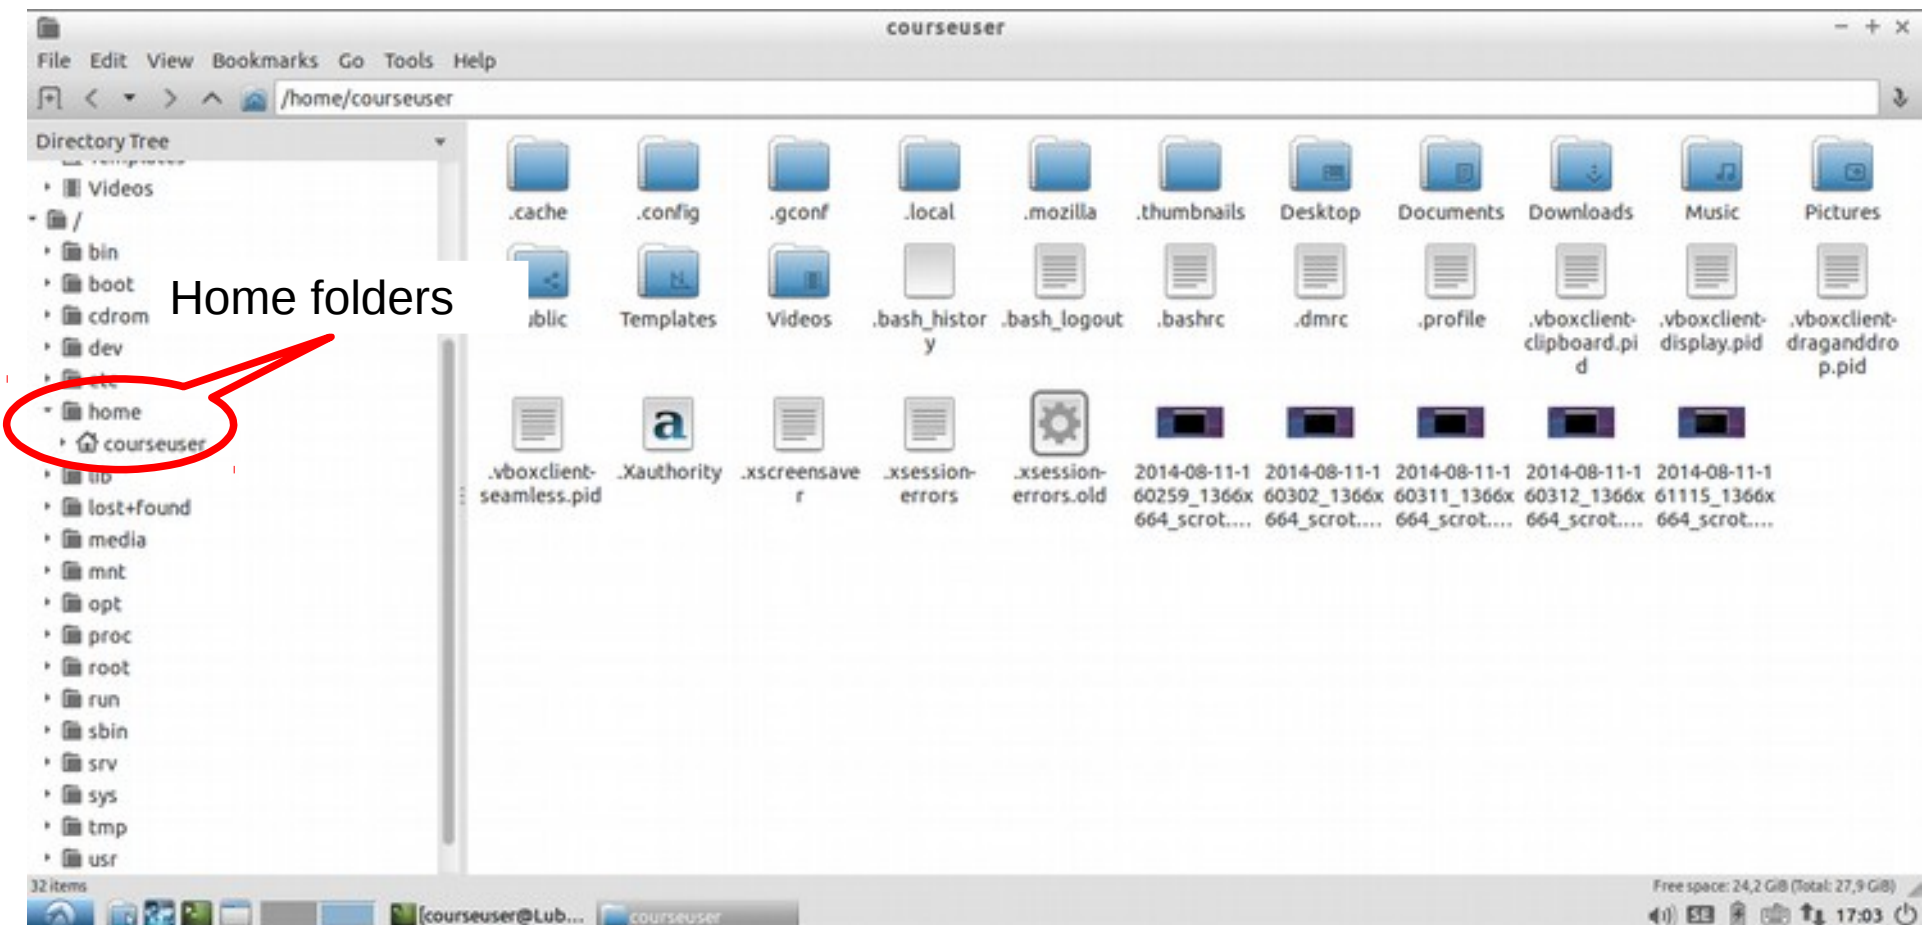 courseuser
File Edit View Bookmarks Go Tools Help
/home/courseuser
Directory Tree
Templates
Videos
/
bin
boot
cdrom
dev
etc
home
courseuser
lib
lost+found
media
mnt
opt
proc
root
run
sbin
srv
sys
tmp
usr
Home folders
.cache .config .gconf .local .mozilla .thumbnails Desktop Documents Downloads Music Pictures
ublic Templates Videos .bash_histor .bash_logout .bashrc .dmrc .profile .vboxclient- .vboxclient- .vboxclient-
y clipboard.pi display.pid draganddro
d p.pid
.vboxclient- .Xauthority .xscreensave .xsession- .xsession- 2014-08-11-1 2014-08-11-1 2014-08-11-1 2014-08-11-1 2014-08-11-1
seamless.pid r errors errors.old 60259_1366x 60302_1366x 60311_1366x 60312_1366x 61115_1366x
664_scrot.... 664_scrot.... 664_scrot.... 664_scrot.... 664_scrot....
32 items
Free space: 24,2 GiB (Total: 27,9 GiB)
[courseuser@Lub... courseuser
SE 17:03